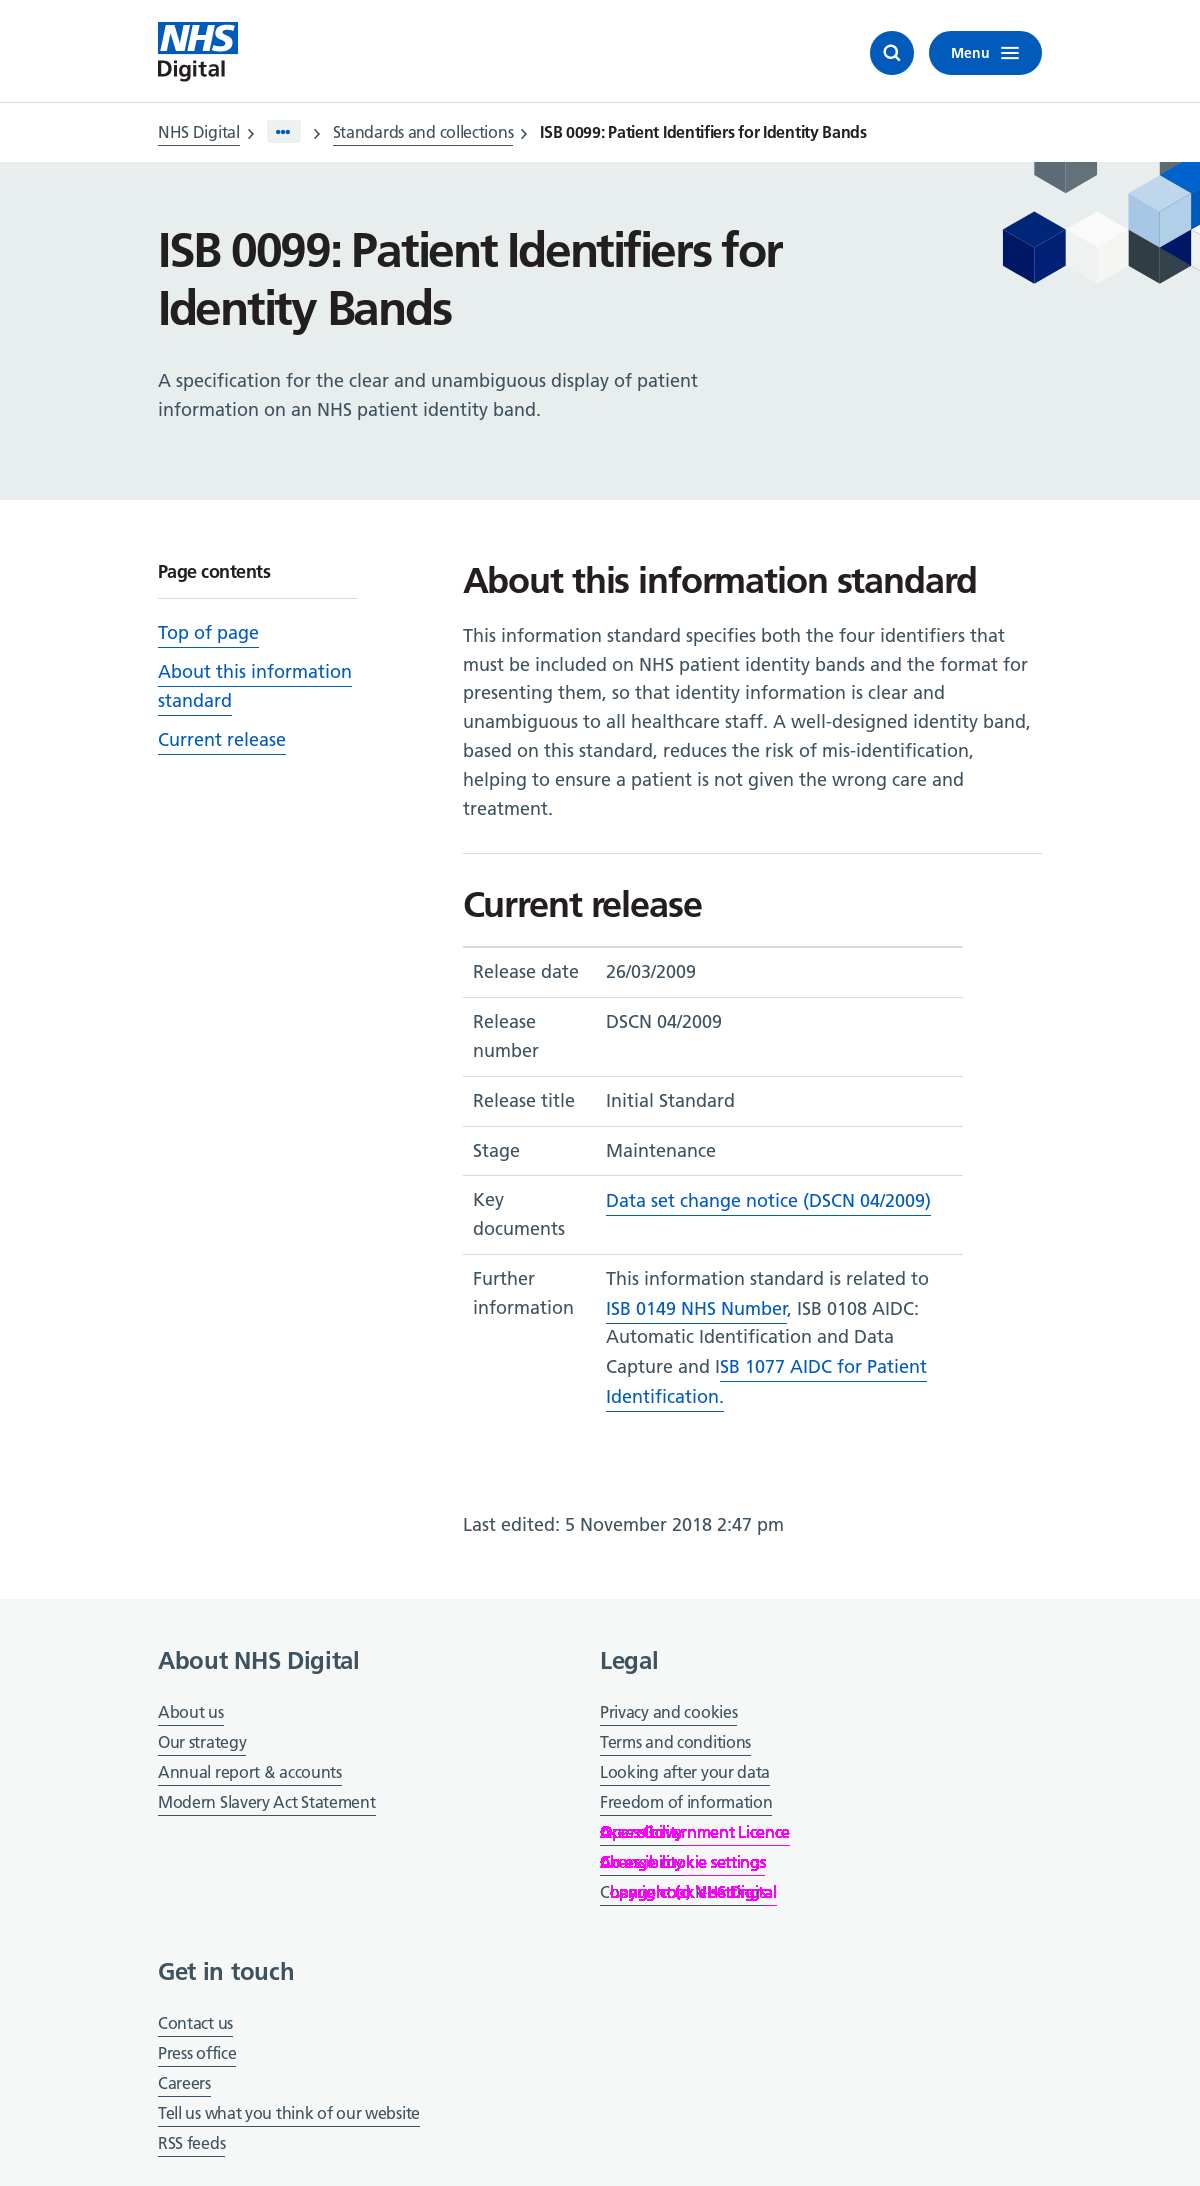 NHS
Digital
Menu
NHS Digital > ••• > Standards and collections > ISB 0099: Patient Identifiers for Identity Bands
ISB 0099: Patient Identifiers for
Identity Bands
A specification for the clear and unambiguous display of patient
information on an NHS patient identity band.
Page contents
Top of page
About this information
standard
Current release
About this information standard
This information standard specifies both the four identifiers that
must be included on NHS patient identity bands and the format for
presenting them, so that identity information is clear and
unambiguous to all healthcare staff. A well-designed identity band,
based on this standard, reduces the risk of mis-identification,
helping to ensure a patient is not given the wrong care and
treatment.
Current release
Release date 26/03/2009
Release DSCN 04/2009
number
Release title Initial Standard
Stage Maintenance
Key Data set change notice (DSCN 04/2009)
documents
Further This information standard is related to
information ISB 0149 NHS Number, ISB 0108 AIDC:
Automatic Identification and Data
Capture and ISB 1077 AIDC for Patient
Identification.
Last edited: 5 November 2018 2:47 pm
About NHS Digital
About us
Our strategy
Annual report & accounts
Modern Slavery Act Statement
Legal
Privacy and cookies
Terms and conditions
Looking after your data
Freedom of information
Government Licence
cookie settings
NHS Digital
Get in touch
Contact us
Press office
Careers
Tell us what you think of our website
RSS feeds